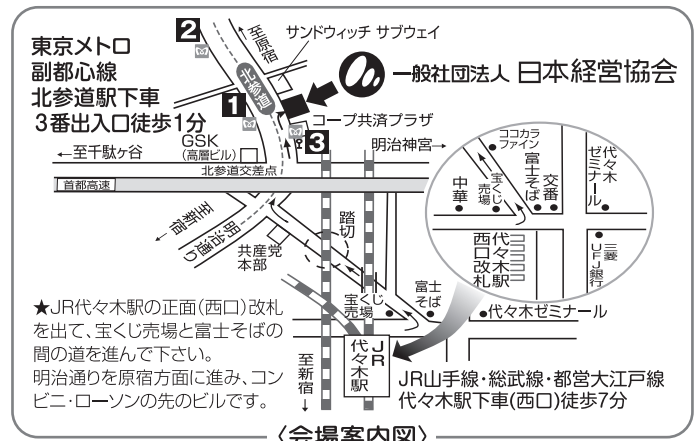 2
東京メトロ
副都心線
北参道駅下車
3番出入口徒歩1分
至原宿
サンドウィッチ サブウェイ
北参道
一般社団法人 日本経営協会
1
コープ共済プラザ
3
GSK
(高層ビル)
←至千駄ヶ谷
明治神宮→
北参道交差点
首都高速
至新宿
明治通り
共産党
本部
踏切
宝くじ
売場
富士
そば
代々木ゼミナール
JR
代々木駅
至新宿
ココカラ
ファイン
中華
宝くじ
売場
富士そば
交番
代々木
ゼミナール
代々木駅
西口改札
三菱
UFJ銀行
★JR代々木駅の正面(西口)改札
を出て、宝くじ売場と富士そばの
間の道を進んで下さい。
明治通りを原宿方面に進み、コン
ビニ・ローソンの先のビルです。
JR山手線・総武線・都営大江戸線
代々木駅下車(西口)徒歩7分
〈会場案内図〉